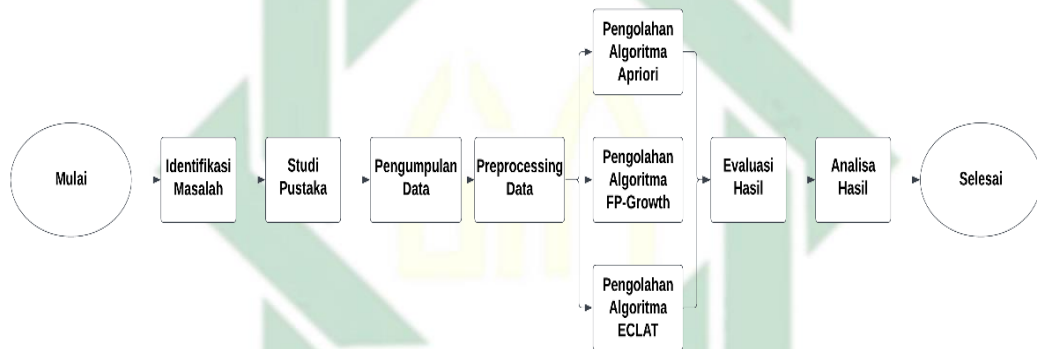 Mulai
Identifikasi
Masalah
Studi
Pustaka
Pengumpulan
Data
Preprocessing
Data
Pengolahan
Algoritma
Apriori
Pengolahan
Algoritma
FP-Growth
Pengolahan
Algoritma
ECLAT
Evaluasi
Hasil
Analisa
Hasil
Selesai